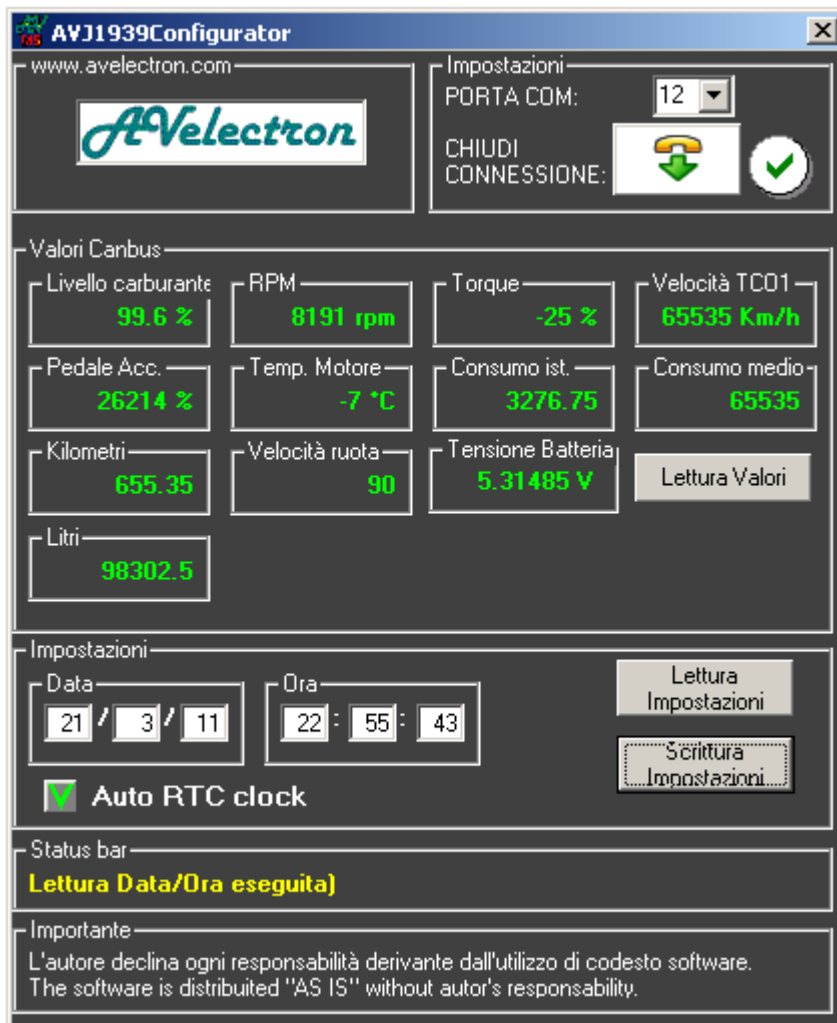 AVJ1939Configurator
www.avelectron.com
AVelectron
Impostazioni
PORTA COM:
12
CHIUDI
CONNESSIONE:
Valori Canbus
Livello carburante
99.6 %
RPM
8191 rpm
Torque
-25 %
Velocità TCO1
65535 Km/h
Pedale Acc.
26214 %
Temp. Motore
-7 °C
Consumo ist.
3276.75
Consumo medio
65535
Kilometri
655.35
Velocità ruota
90
Tensione Batteria
5.31485 V
Lettura Valori
Litri
98302.5
Impostazioni
Data
21 / 3 / 11
Ora
22 : 55 : 43
Lettura
Impostazioni
Scrittura
Impostazioni
Auto RTC clock
Status bar
Lettura Data/Ora eseguita)
Importante
L'autore declina ogni responsabilità derivante dall'utilizzo di codesto software.
The software is distribuited "AS IS" without autor's responsability.